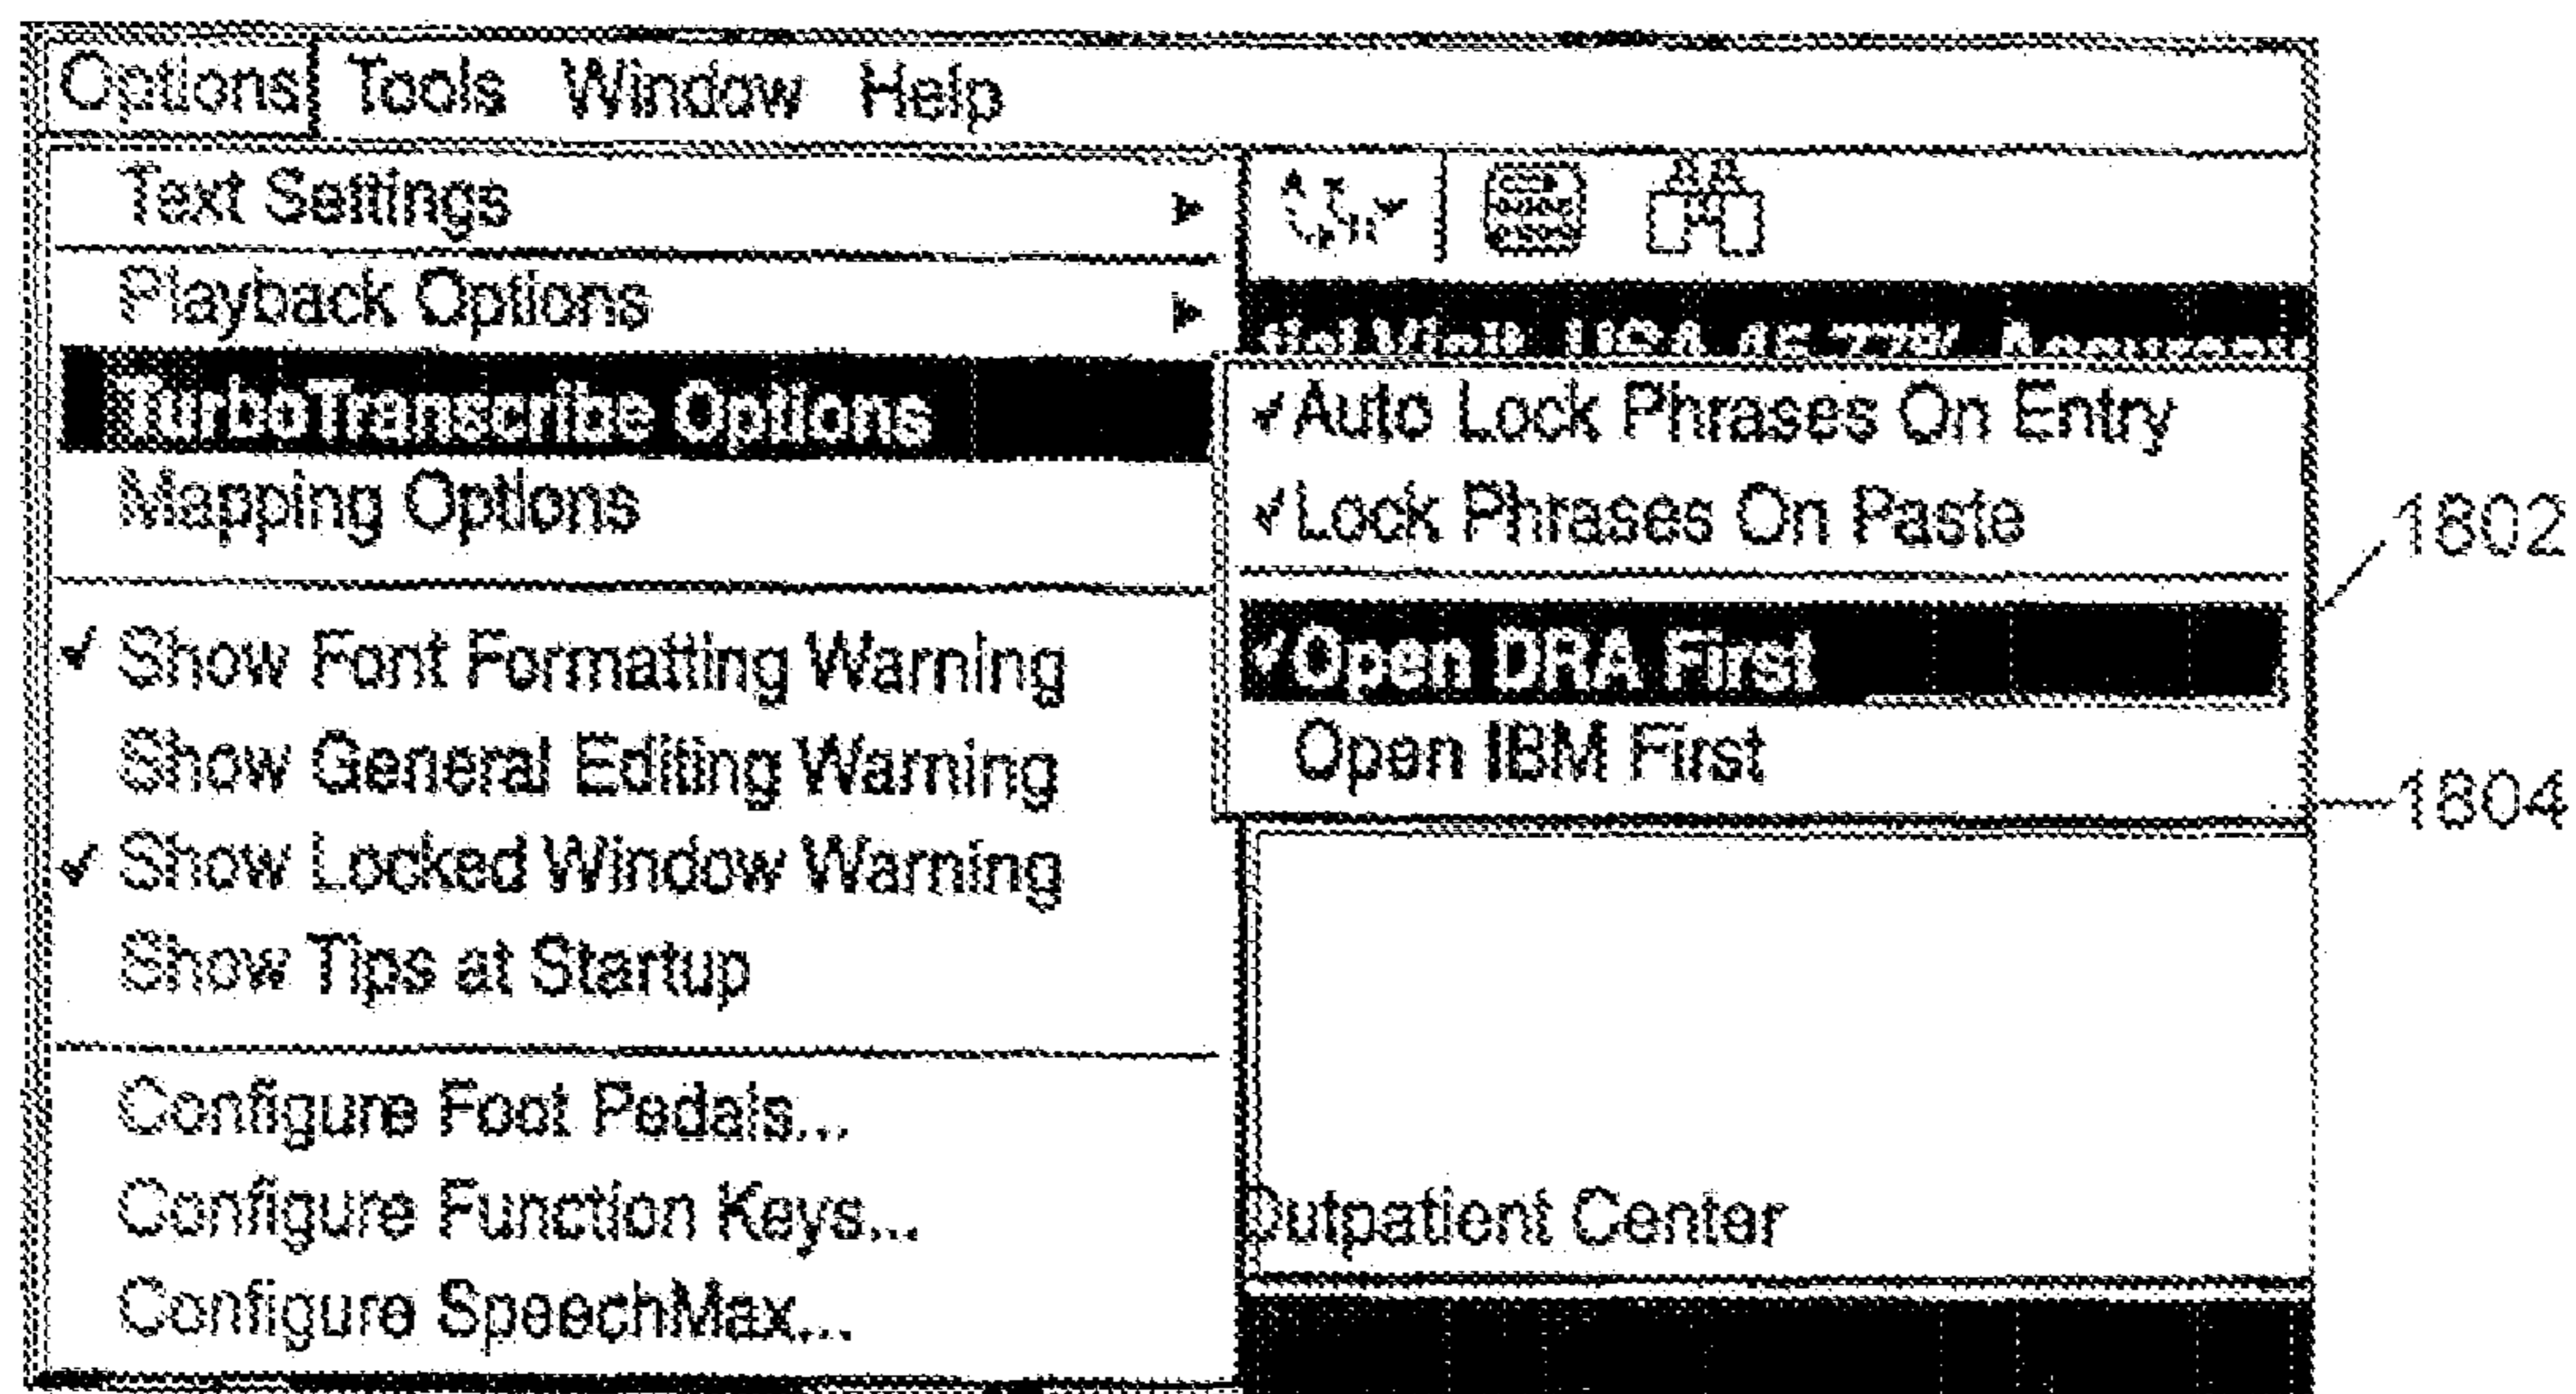 Options Tools Window Help
Text Settings
Playback Options
TurboTranscribe Options
Mapping Options
✓ Show Font Formatting Warning
Show General Editing Warning
✓ Show Locked Window Warning
Show Tips at Startup
Configure Foot Pedals...
Configure Function Keys...
Configure SpeechMax...
✓Auto Lock Phrases On Entry
✓Lock Phrases On Paste
✓Open DRA First
Open IBM First
1802
1804
Outpatient Center